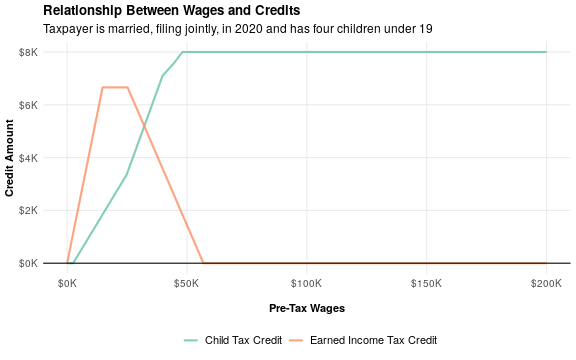 Relationship Between Wages and Credits
Taxpayer is married, filing jointly, in 2020 and has four children under 19
$8K
$6K
$4K
$2K
$0K
Credit Amount
$0K $50K $100K $150K $200K
Pre-Tax Wages
Child Tax Credit Earned Income Tax Credit